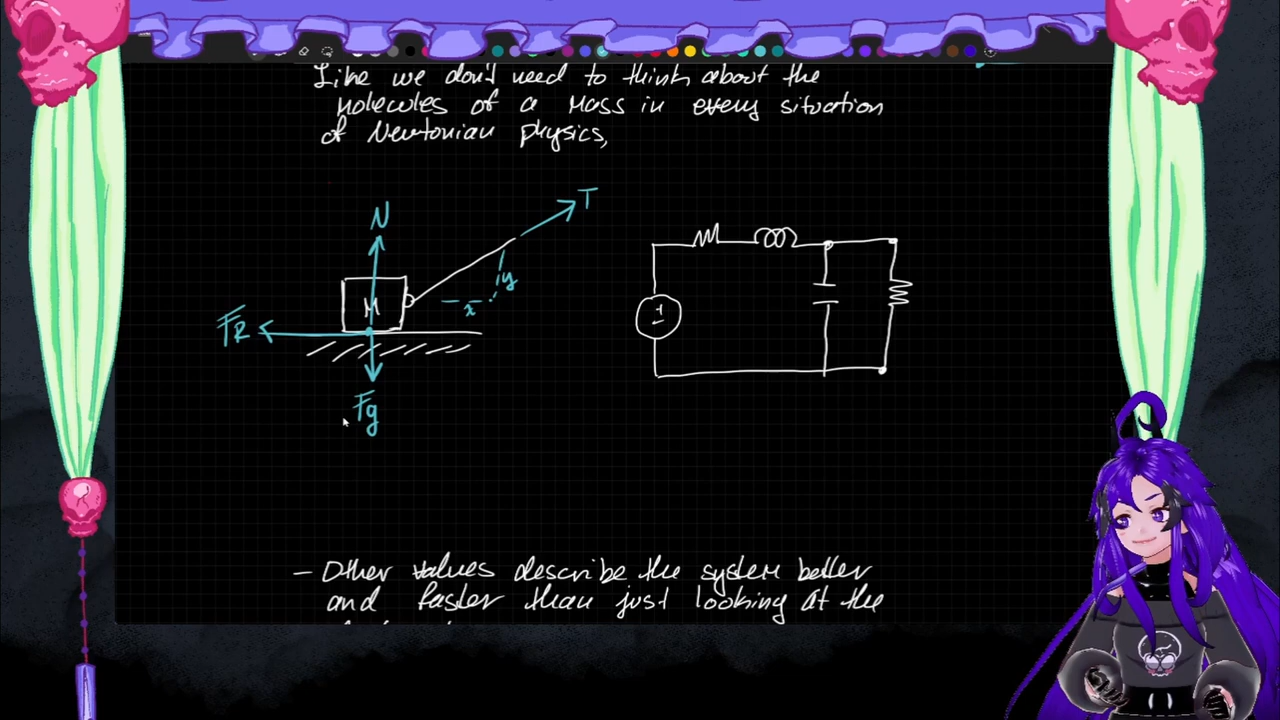 Like we don't need to think about the
molecules of a Mass in every situation
of Newtonian physics,
N
T
M
y
x
FR
Fg
- Other values describe the system better
and faster than just looking at the